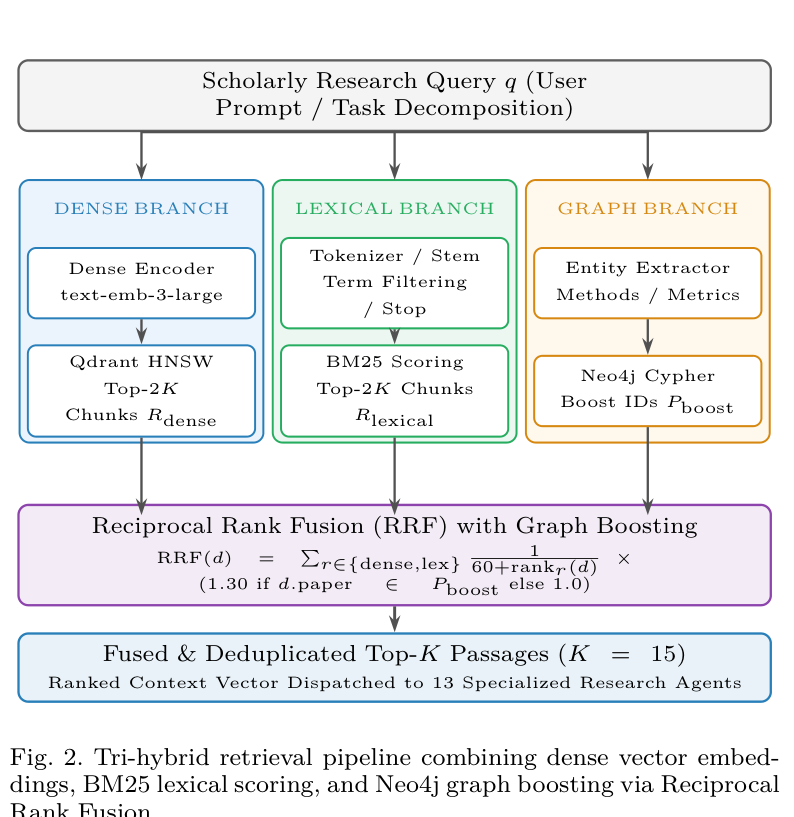 Scholarly Research Query q (User
Prompt / Task Decomposition)
DENSE BRANCH
Dense Encoder
text-emb-3-large
Qdrant HNSW
Top-2K
Chunks R_dense
LEXICAL BRANCH
Tokenizer / Stem
Term Filtering
/ Stop
BM25 Scoring
Top-2K Chunks
R_lexical
GRAPH BRANCH
Entity Extractor
Methods / Metrics
Neo4j Cypher
Boost IDs P_boost
Reciprocal Rank Fusion (RRF) with Graph Boosting
RRF(d) = ∑_{r∈{dense,lex}} 1/(60+rank_r(d)) ×
(1.30 if d.paper ∈ P_boost else 1.0)
Fused & Deduplicated Top-K Passages (K = 15)
Ranked Context Vector Dispatched to 13 Specialized Research Agents
Fig. 2. Tri-hybrid retrieval pipeline combining dense vector embed-
dings, BM25 lexical scoring, and Neo4j graph boosting via Reciprocal
Rank Fusion